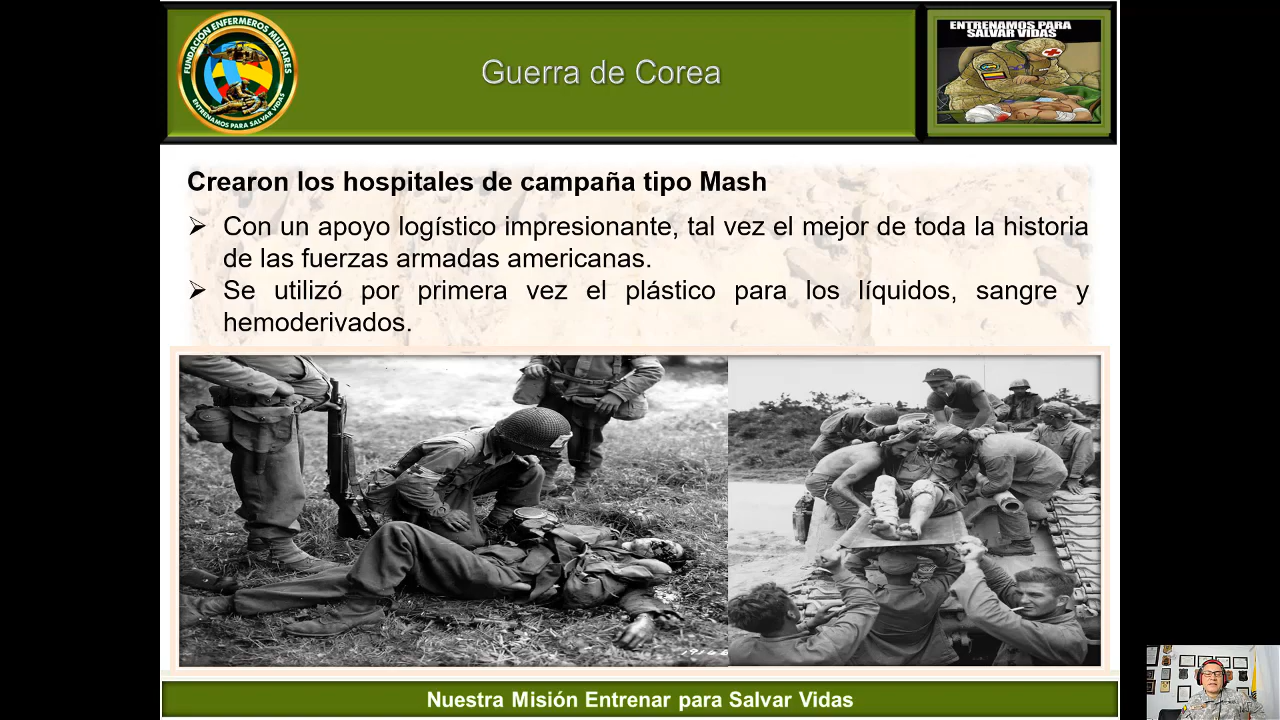 FUNDACIÓN ENFERMEROS MILITARES
ENTRENAMOS PARA SALVAR VIDAS
Guerra de Corea
ENTRENAMOS PARA
SALVAR VIDAS
Crearon los hospitales de campaña tipo Mash
Con un apoyo logístico impresionante, tal vez el mejor de toda la historia
de las fuerzas armadas americanas.
Se utilizó por primera vez el plástico para los líquidos, sangre y
hemoderivados.
Nuestra Misión Entrenar para Salvar Vidas